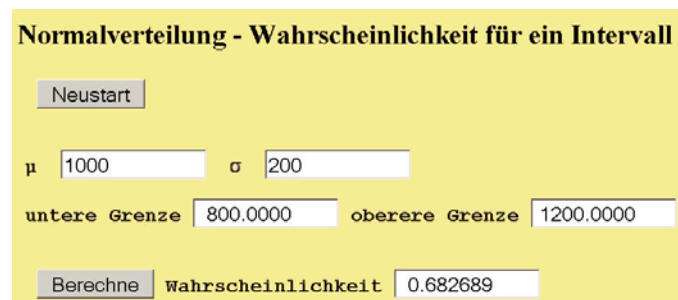 Normalverteilung - Wahrscheinlichkeit für ein Intervall
Neustart
μ 1000 σ 200
untere Grenze 800.0000 oberere Grenze 1200.0000
Berechne Wahrscheinlichkeit 0.682689